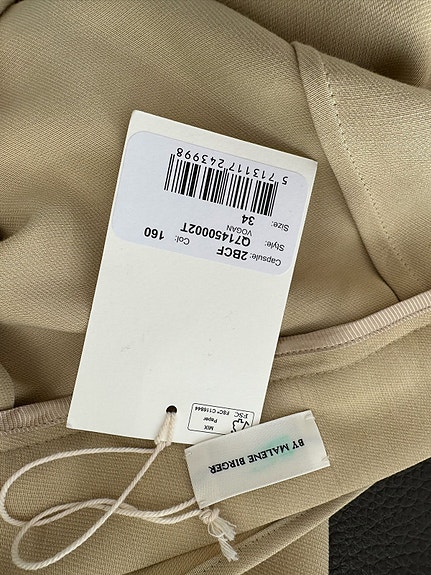 Capsule: 2BCF Col: 160
Style: Q71450002T
VOGAN
Size: 34
5 713117 243998
FSC
FSC® C115944
MIX
Paper
BY MALENE BIRGER